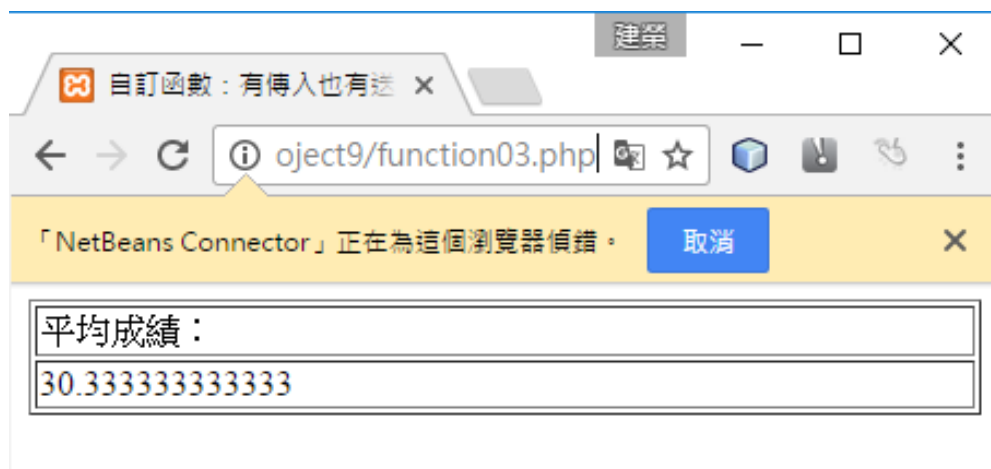 建榮
自訂函數：有傳入也有送
oject9/function03.php
「NetBeans Connector」正在為這個瀏覽器偵錯。
取消
平均成績：
30.333333333333